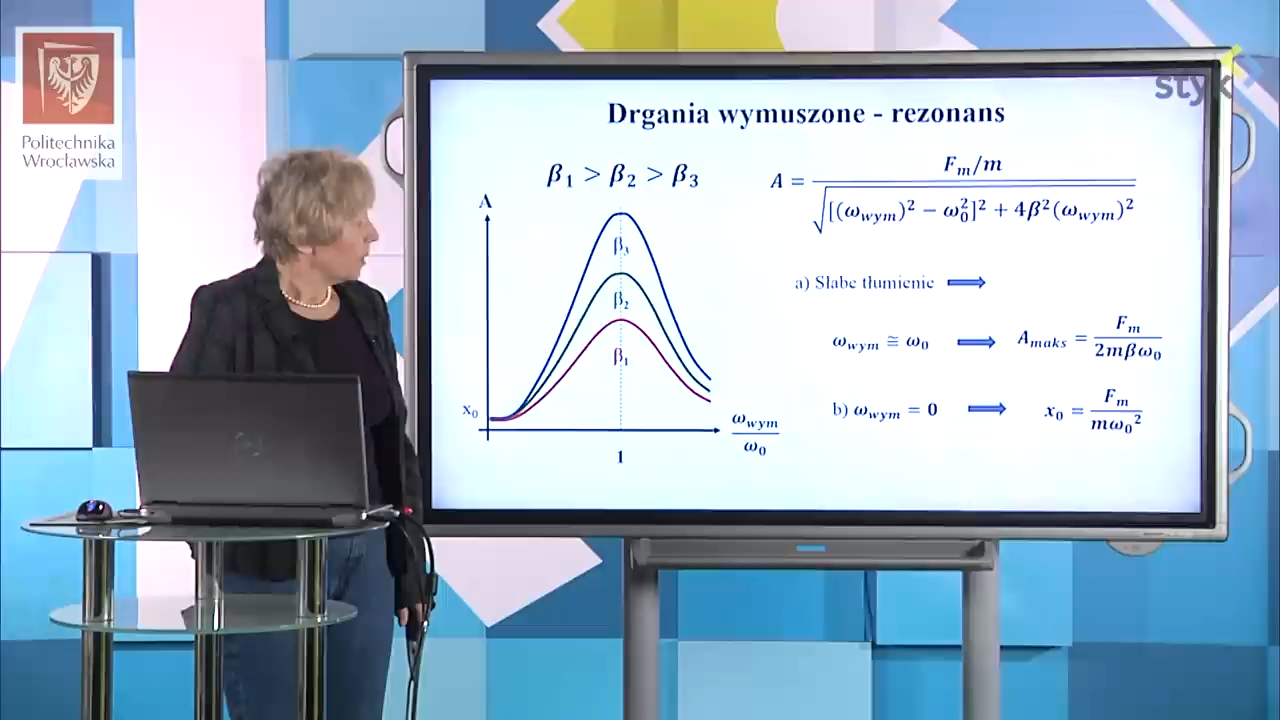 Politechnika
Wrocławska
styk
Drgania wymuszone - rezonans
β₁ > β₂ > β₃
A = F_m/m / √([(ω_wym)² − ω₀²]² + 4β²(ω_wym)²)
A
β₃
β₂
β₁
x₀
1
ω_wym / ω₀
a) Słabe tłumienie
ω_wym ≅ ω₀
A_maks = F_m / 2mβω₀
b) ω_wym = 0
x₀ = F_m / mω₀²